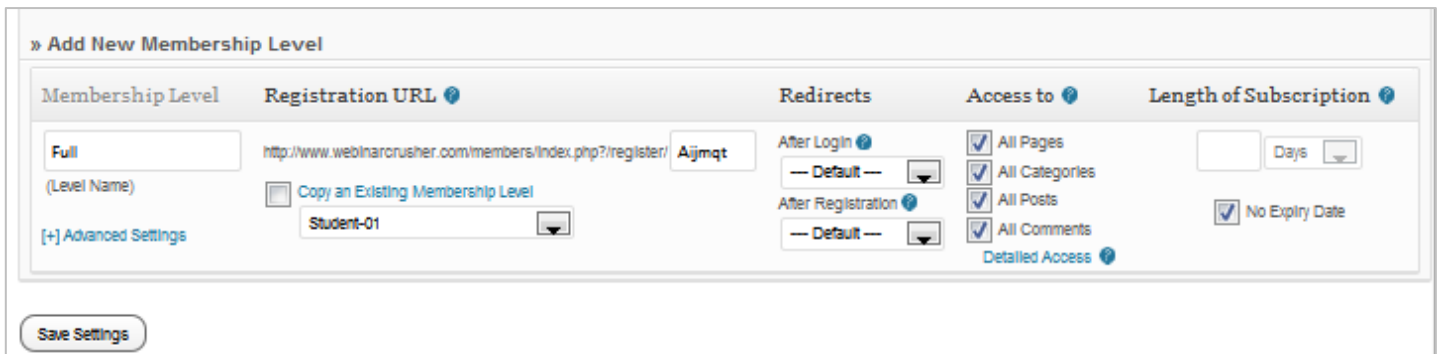 » Add New Membership Level
Membership Level Registration URL Redirects Access to Length of Subscription
Full
(Level Name)
[+] Advanced Settings
http://www.webinarcrusher.com/members/index.php?/register/ Aijmqt
Copy an Existing Membership Level
Student-01
After Login
--- Default ---
After Registration
--- Default ---
All Pages
All Categories
All Posts
All Comments
Detailed Access
Days
No Expiry Date
Save Settings